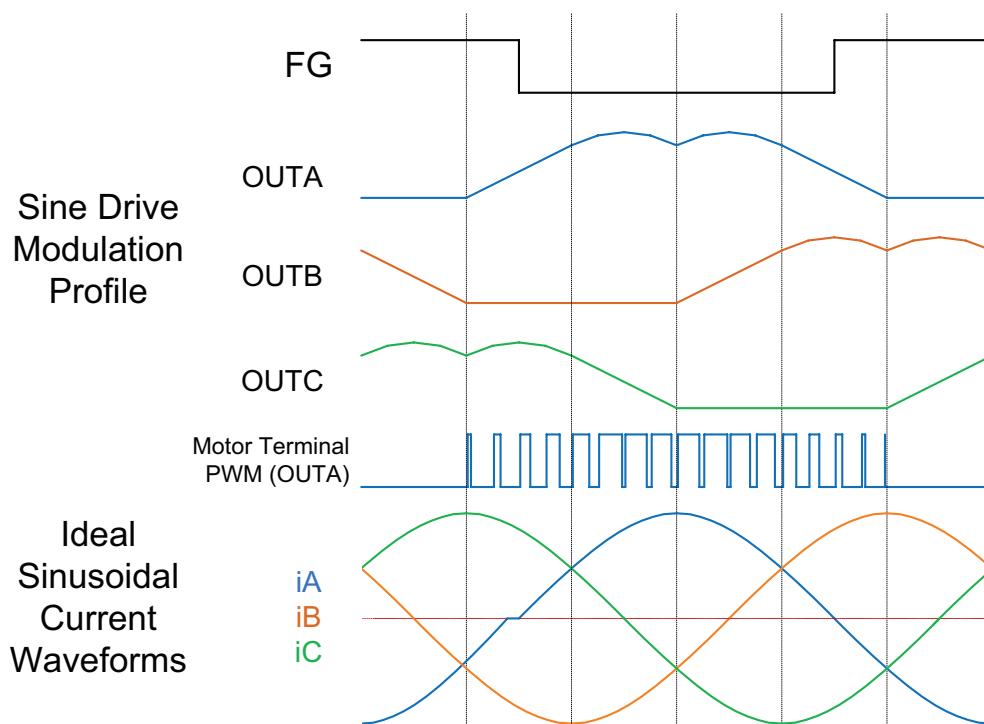 FG
OUTA
Sine Drive
Modulation
Profile
OUTB
OUTC
Motor Terminal
PWM (OUTA)
Ideal
Sinusoidal
Current
Waveforms
iA
iB
iC